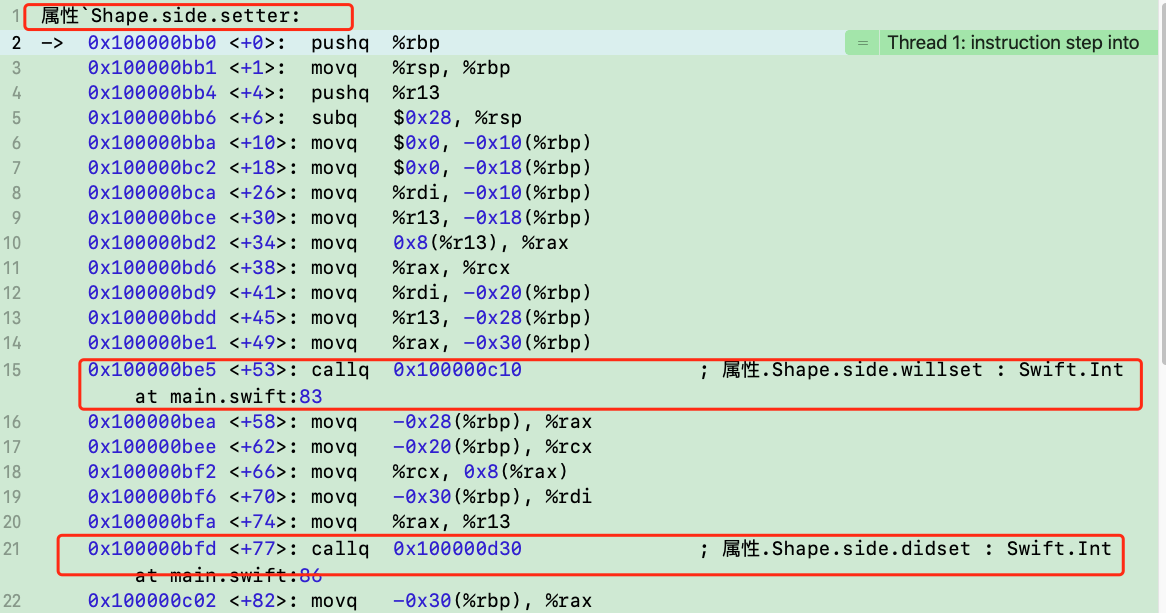 1 属性`Shape.side.setter:
2 -> 0x100000bb0 <+0>: pushq %rbp = Thread 1: instruction step into
3 0x100000bb1 <+1>: movq %rsp, %rbp
4 0x100000bb4 <+4>: pushq %r13
5 0x100000bb6 <+6>: subq $0x28, %rsp
6 0x100000bba <+10>: movq $0x0, -0x10(%rbp)
7 0x100000bc2 <+18>: movq $0x0, -0x18(%rbp)
8 0x100000bca <+26>: movq %rdi, -0x10(%rbp)
9 0x100000bce <+30>: movq %r13, -0x18(%rbp)
10 0x100000bd2 <+34>: movq 0x8(%r13), %rax
11 0x100000bd6 <+38>: movq %rax, %rcx
12 0x100000bd9 <+41>: movq %rdi, -0x20(%rbp)
13 0x100000bdd <+45>: movq %r13, -0x28(%rbp)
14 0x100000be1 <+49>: movq %rax, -0x30(%rbp)
15 0x100000be5 <+53>: callq 0x100000c10 ; 属性.Shape.side.willset : Swift.Int
at main.swift:83
16 0x100000bea <+58>: movq -0x28(%rbp), %rax
17 0x100000bee <+62>: movq -0x20(%rbp), %rcx
18 0x100000bf2 <+66>: movq %rcx, 0x8(%rax)
19 0x100000bf6 <+70>: movq -0x30(%rbp), %rdi
20 0x100000bfa <+74>: movq %rax, %r13
21 0x100000bfd <+77>: callq 0x100000d30 ; 属性.Shape.side.didset : Swift.Int
at main.swift:86
22 0x100000c02 <+82>: movq -0x30(%rbp), %rax